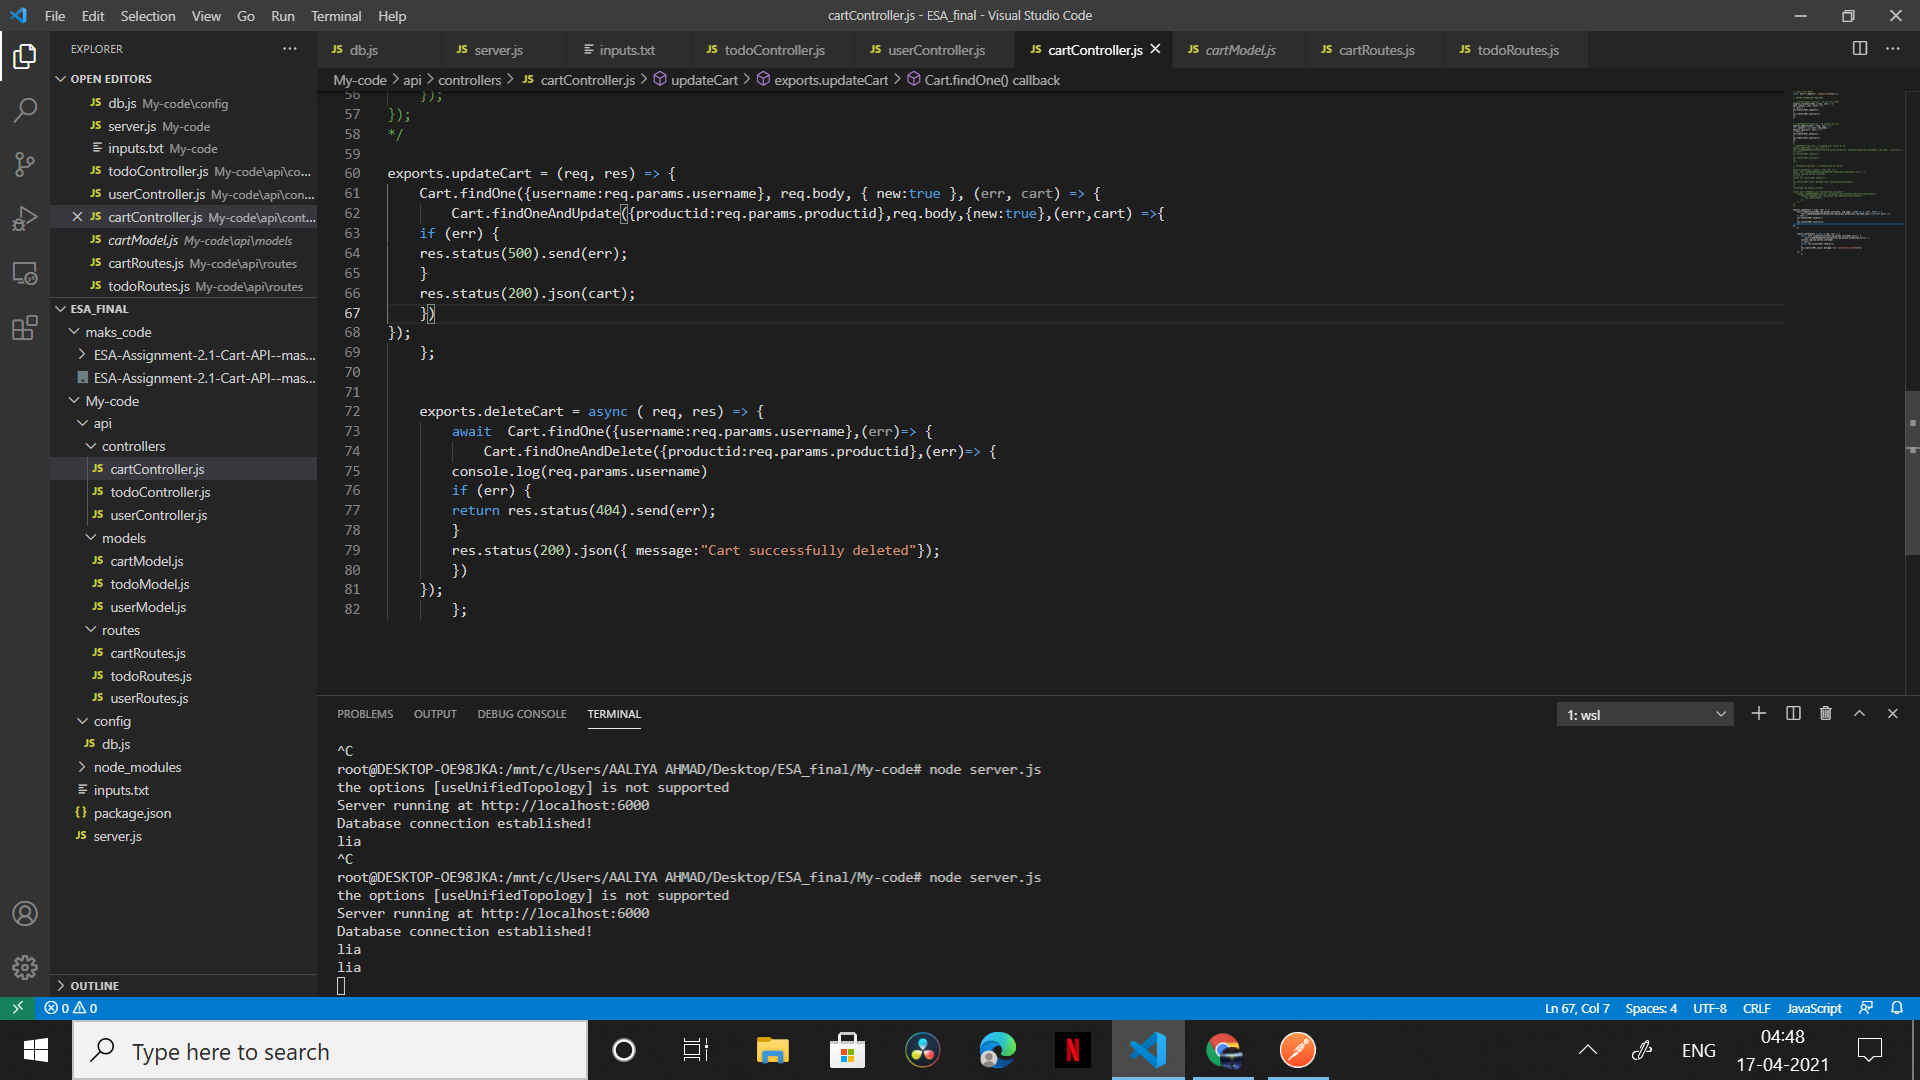 File Edit Selection View Go Run Terminal Help
cartController.js - ESA_final - Visual Studio Code
EXPLORER
OPEN EDITORS
JS db.js My-code\config
JS server.js My-code
inputs.txt My-code
JS todoController.js My-code\api\co...
JS userController.js My-code\api\con...
JS cartController.js My-code\api\cont...
JS cartModel.js My-code\api\models
JS cartRoutes.js My-code\api\routes
JS todoRoutes.js My-code\api\routes
ESA_FINAL
maks_code
ESA-Assignment-2.1-Cart-API--mas...
ESA-Assignment-2.1-Cart-API--mas...
My-code
api
controllers
JS cartController.js
JS todoController.js
JS userController.js
models
JS cartModel.js
JS todoModel.js
JS userModel.js
routes
JS cartRoutes.js
JS todoRoutes.js
JS userRoutes.js
config
JS db.js
node_modules
inputs.txt
{} package.json
JS server.js
OUTLINE
JS db.js JS server.js inputs.txt JS todoController.js JS userController.js JS cartController.js JS cartModel.js JS cartRoutes.js JS todoRoutes.js
My-code > api > controllers > JS cartController.js > updateCart > exports.updateCart > Cart.findOne() callback
56 });
57 });
58 */
59
60 exports.updateCart = (req, res) => {
61 Cart.findOne({username:req.params.username}, req.body, { new:true }, (err, cart) => {
62 Cart.findOneAndUpdate({productid:req.params.productid},req.body,{new:true},(err,cart) =>{
63 if (err) {
64 res.status(500).send(err);
65 }
66 res.status(200).json(cart);
67 })
68 });
69 };
70
71
72 exports.deleteCart = async ( req, res) => {
73 await Cart.findOne({username:req.params.username},(err)=> {
74 Cart.findOneAndDelete({productid:req.params.productid},(err)=> {
75 console.log(req.params.username)
76 if (err) {
77 return res.status(404).send(err);
78 }
79 res.status(200).json({ message:"Cart successfully deleted"});
80 })
81 });
82 };
PROBLEMS OUTPUT DEBUG CONSOLE TERMINAL
1: wsl
^C
root@DESKTOP-OE98JKA:/mnt/c/Users/AALIYA AHMAD/Desktop/ESA_final/My-code# node server.js
the options [useUnifiedTopology] is not supported
Server running at http://localhost:6000
Database connection established!
lia
^C
root@DESKTOP-OE98JKA:/mnt/c/Users/AALIYA AHMAD/Desktop/ESA_final/My-code# node server.js
the options [useUnifiedTopology] is not supported
Server running at http://localhost:6000
Database connection established!
lia
lia
0 0
Ln 67, Col 7 Spaces: 4 UTF-8 CRLF JavaScript
Type here to search
N
ENG
04:48
17-04-2021